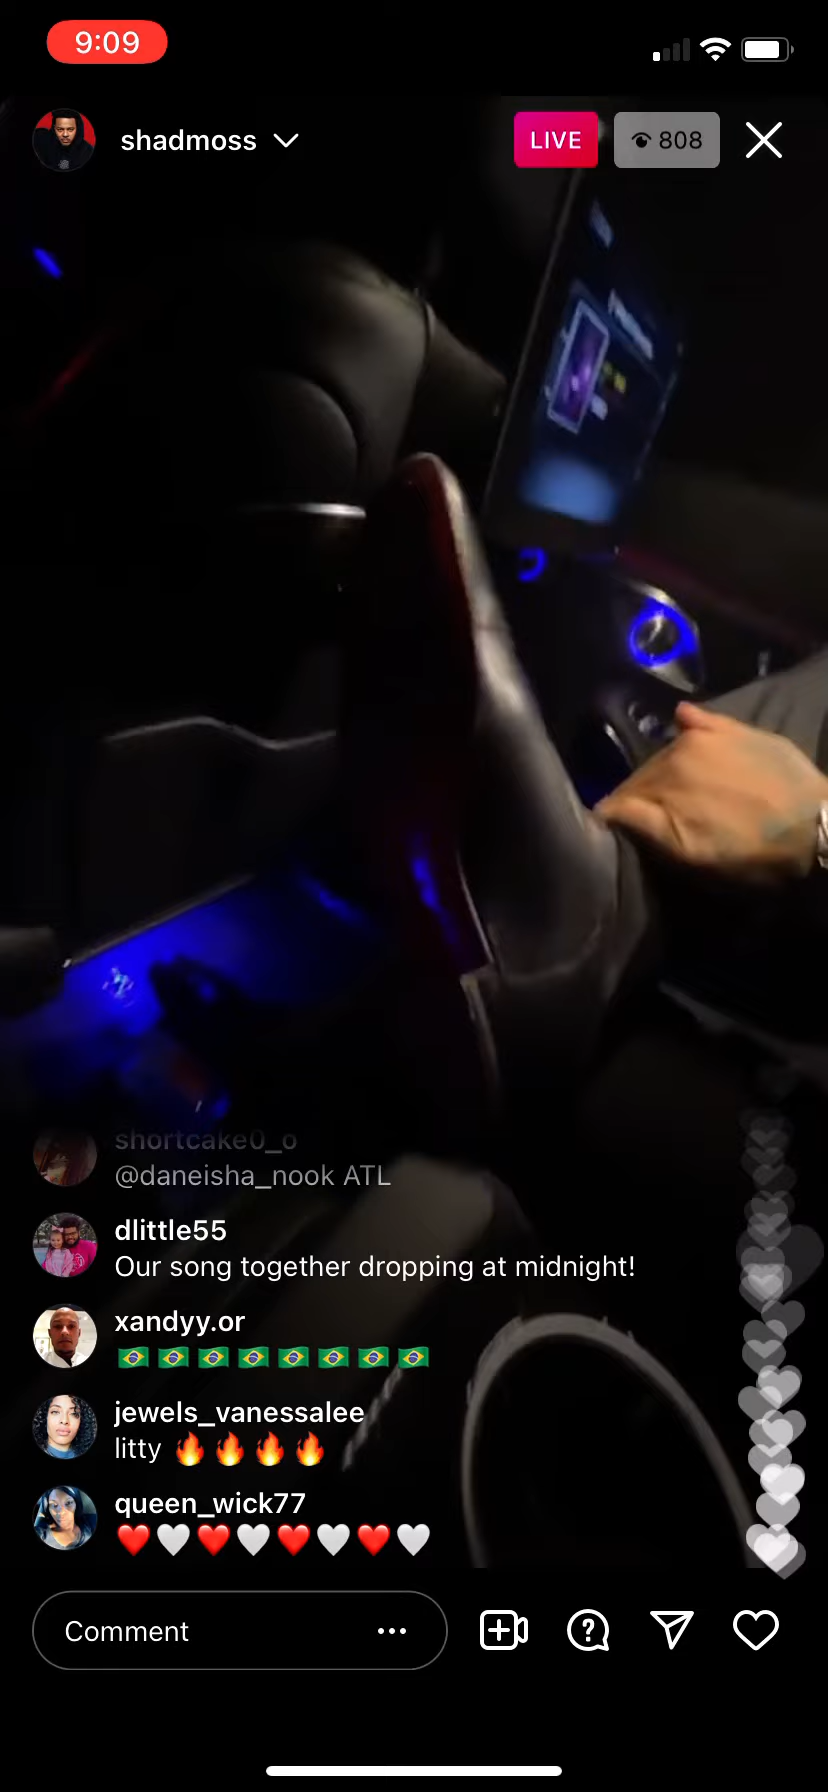 9:09
shadmoss
LIVE
808
shortcake0_o
@daneisha_nook ATL
dlittle55
Our song together dropping at midnight!
xandyy.or
🇧🇷🇧🇷🇧🇷🇧🇷🇧🇷🇧🇷🇧🇷🇧🇷
jewels_vanessalee
litty 🔥🔥🔥🔥
queen_wick77
❤️🤍❤️🤍❤️🤍❤️🤍
Comment